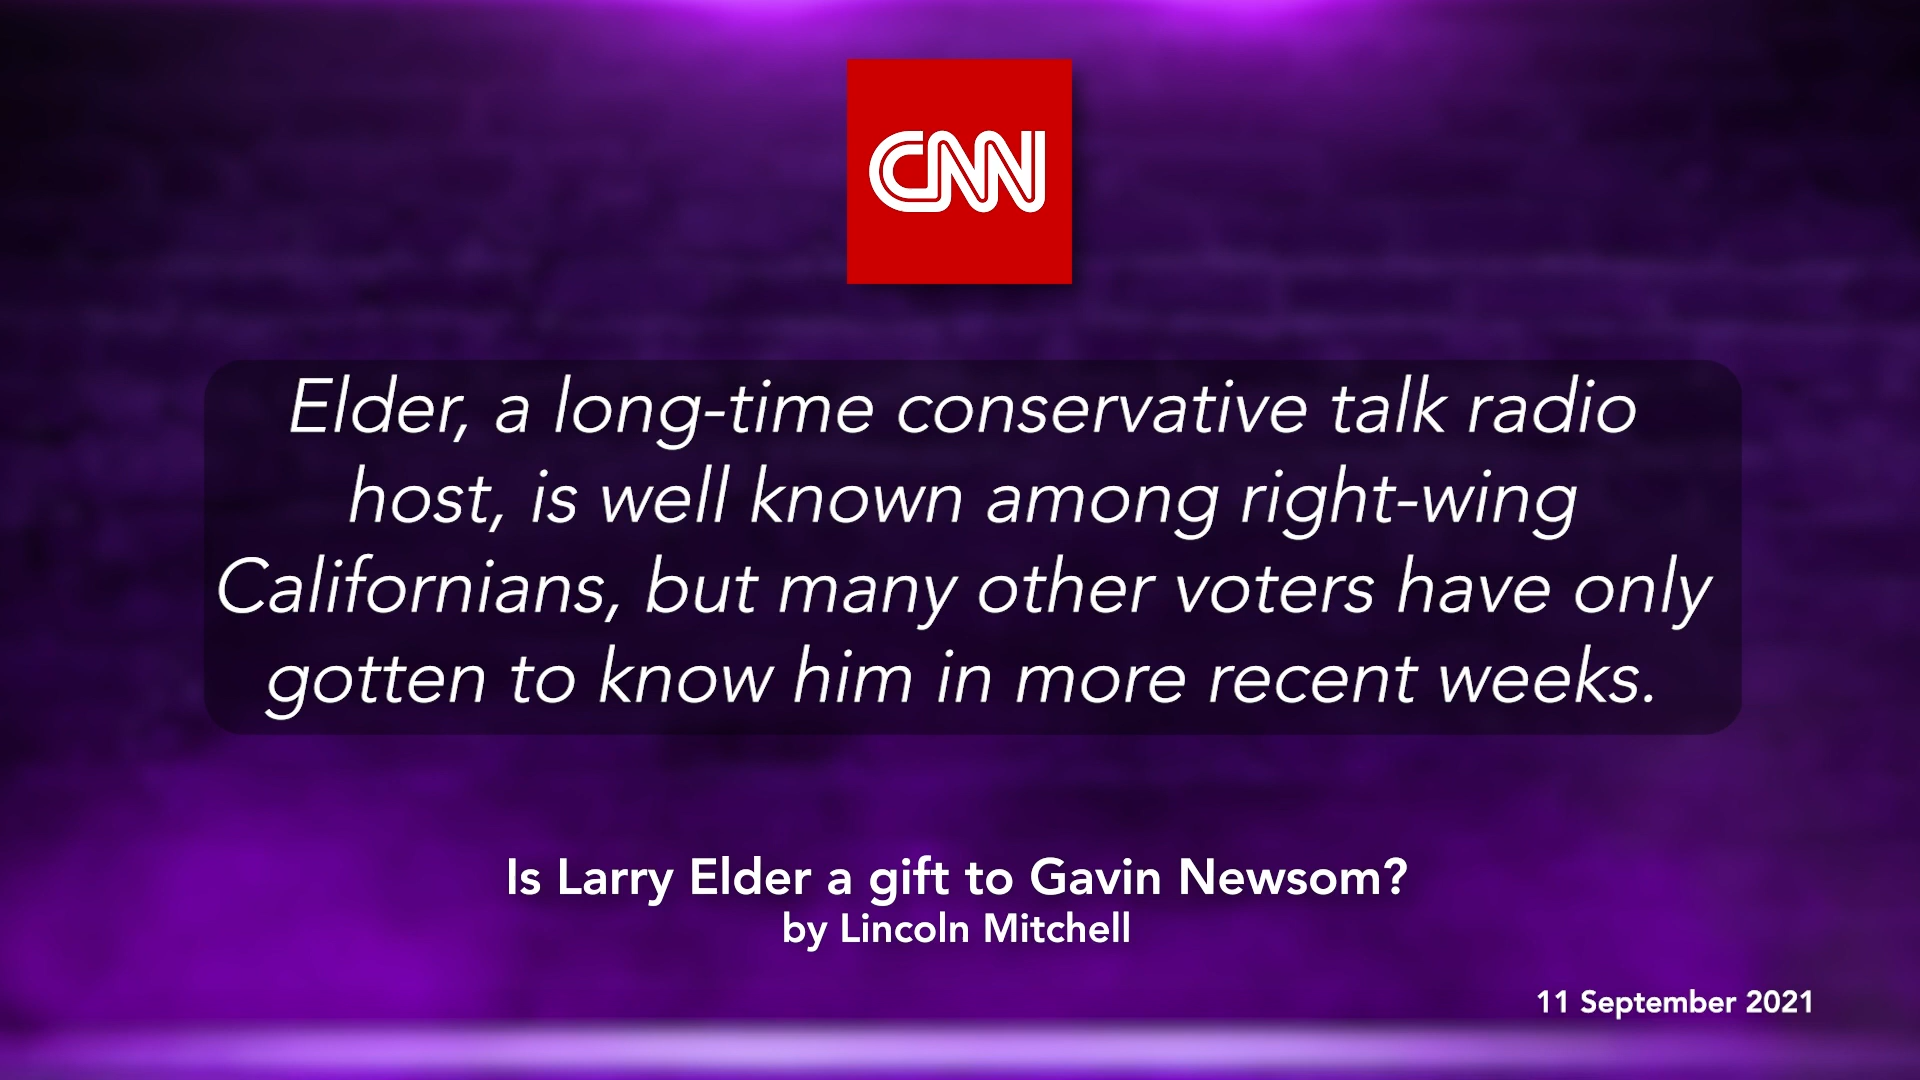 CNN
Elder, a long-time conservative talk radio
host, is well known among right-wing
Californians, but many other voters have only
gotten to know him in more recent weeks.
Is Larry Elder a gift to Gavin Newsom?
by Lincoln Mitchell
11 September 2021